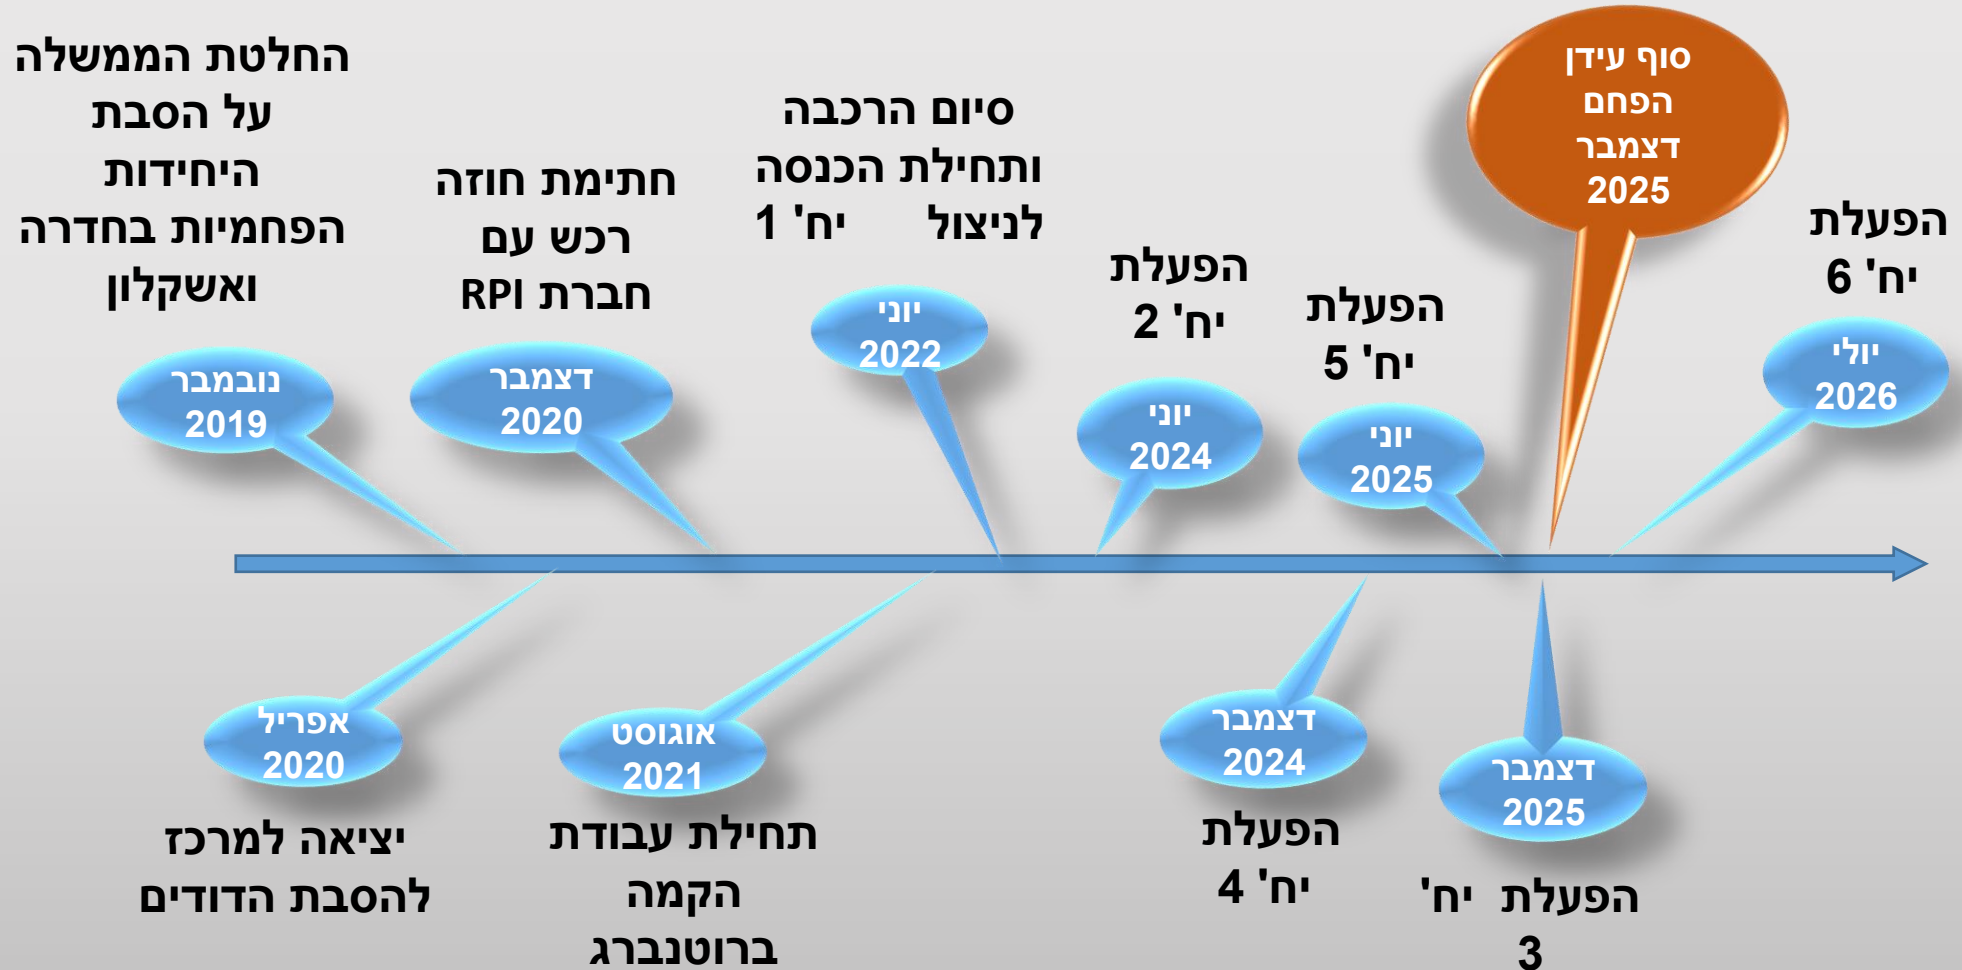 החלטת הממשלה
על הסבת
היחידות
הפחמיות בחדרה
ואשקלון
נובמבר
2019
יציאה למרכז
להסבת הדודים
אפריל
2020
חתימת חוזה
רכש עם
חברת RPI
דצמבר
2020
תחילת עבודת
הקמה
ברוטנברג
אוגוסט
2021
סיום הרכבה
ותחילת הכנסה
לניצול יח' 1
יוני
2022
הפעלת
יח' 2
יוני
2024
הפעלת
יח' 4
דצמבר
2024
הפעלת
יח' 5
יוני
2025
סוף עידן
הפחם
דצמבר
2025
הפעלת יח'
3
דצמבר
2025
הפעלת
יח' 6
יולי
2026